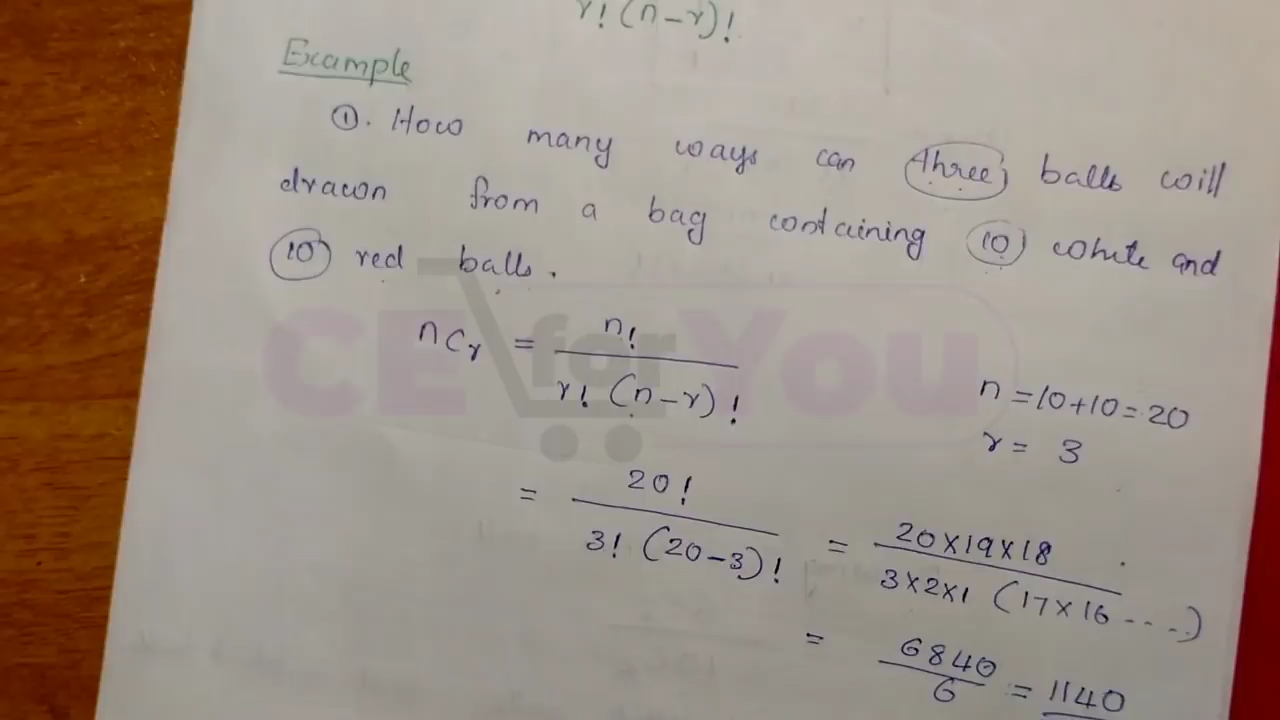 r! (n-r)!
Example
①. How many ways can three balls will
drawn from a bag containing 10 white and
10 red balls.
CE for You
nCr = n! / r! (n-r)!
n = 10+10 = 20
r = 3
= 20! / 3! (20-3)! = 20×19×18 / 3×2×1 (17×16 ....)
= 6840 / 6 = 1140